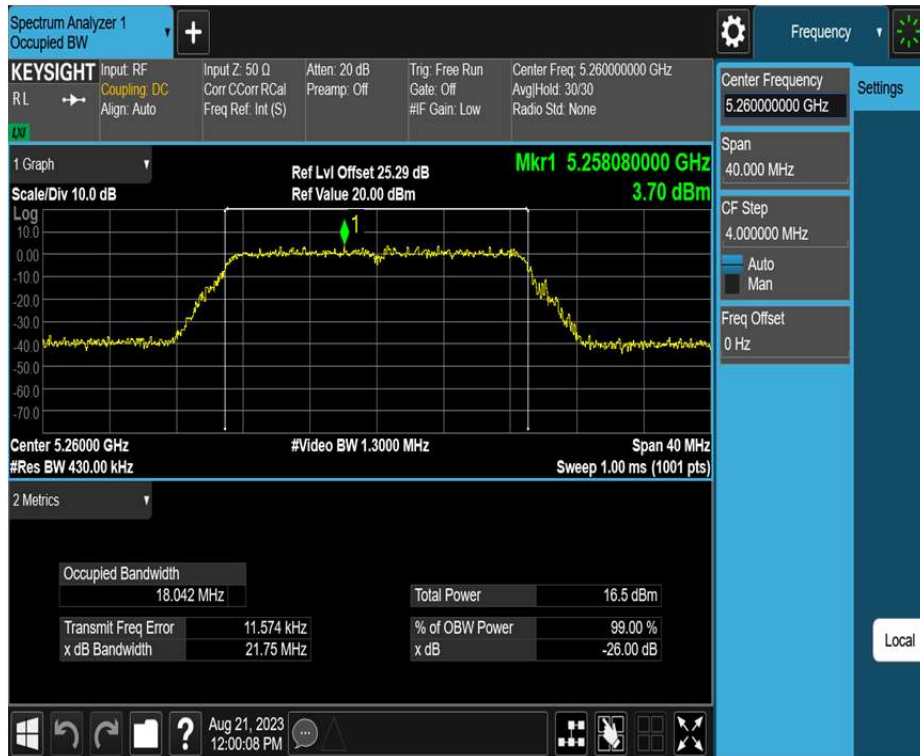 Spectrum Analyzer 1
Occupied BW
+
Frequency
KEYSIGHT
R L
LXI
Input: RF
Coupling: DC
Align: Auto
Input Z: 50 Ω
Corr CCorr RCal
Freq Ref: Int (S)
Atten: 20 dB
Preamp: Off
Trig: Free Run
Gate: Off
#IF Gain: Low
Center Freq: 5.260000000 GHz
Avg|Hold: 30/30
Radio Std: None
Center Frequency
5.260000000 GHz
Settings
Span
40.000 MHz
CF Step
4.000000 MHz
Auto
Man
Freq Offset
0 Hz
Local
1 Graph
Scale/Div 10.0 dB
Ref Lvl Offset 25.29 dB
Ref Value 20.00 dBm
Mkr1 5.258080000 GHz
3.70 dBm
Log
1
10.0
0.00
-10.0
-20.0
-30.0
-40.0
-50.0
-60.0
-70.0
Center 5.26000 GHz
#Video BW 1.3000 MHz
Span 40 MHz
#Res BW 430.00 kHz
Sweep 1.00 ms (1001 pts)
2 Metrics
Occupied Bandwidth
18.042 MHz
Total Power 16.5 dBm
Transmit Freq Error 11.574 kHz
% of OBW Power 99.00 %
x dB Bandwidth 21.75 MHz
x dB -26.00 dB
?
Aug 21, 2023
12:00:08 PM